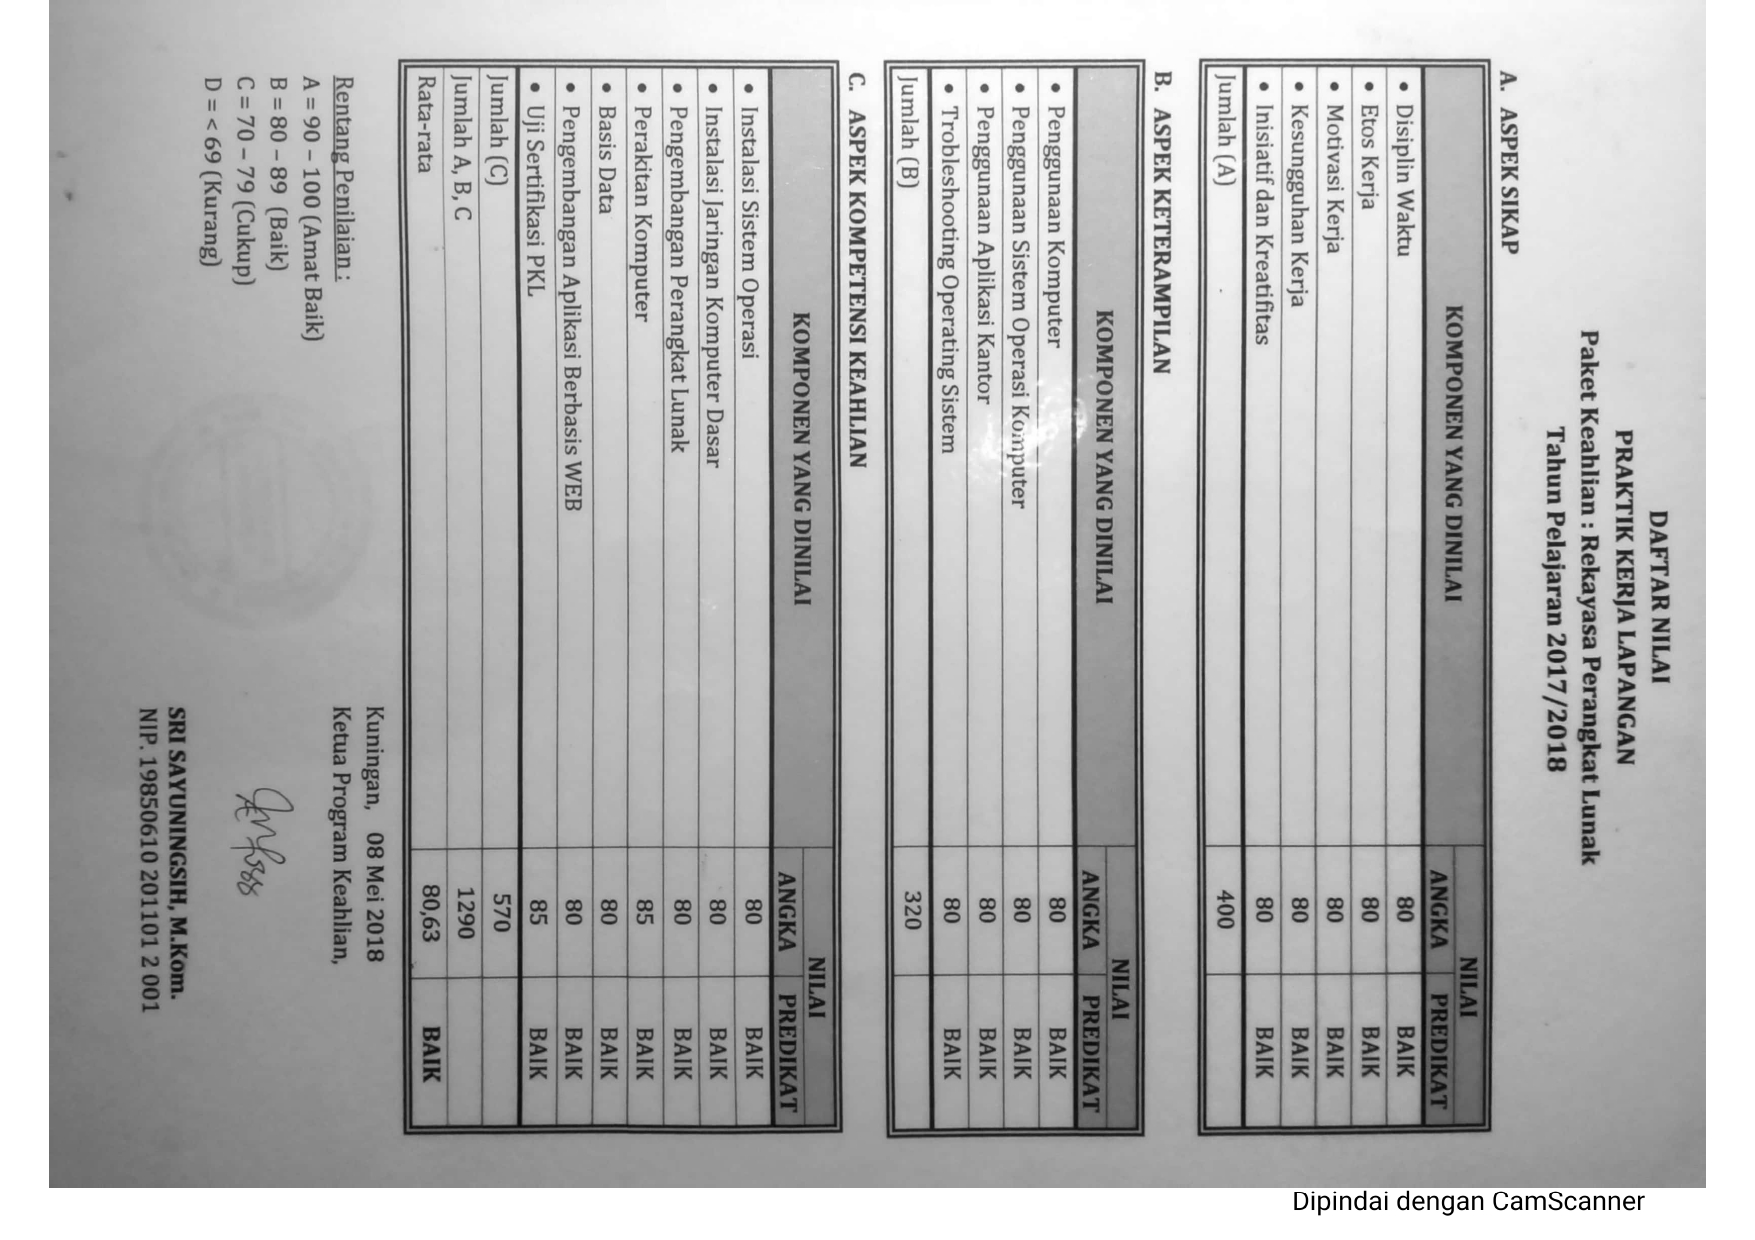 DAFTAR NILAI
PRAKTIK KERJA LAPANGAN
Paket Keahlian : Rekayasa Perangkat Lunak
Tahun Pelajaran 2017/2018
A. ASPEK SIKAP
KOMPONEN YANG DINILAI NILAI
ANGKA PREDIKAT
• Disiplin Waktu 80 BAIK
• Etos Kerja 80 BAIK
• Motivasi Kerja 80 BAIK
• Kesungguhan Kerja 80 BAIK
• Inisiatif dan Kreatifitas 80 BAIK
Jumlah (A) 400
B. ASPEK KETERAMPILAN
KOMPONEN YANG DINILAI NILAI
ANGKA PREDIKAT
• Penggunaan Komputer 80 BAIK
• Penggunaan Sistem Operasi Komputer 80 BAIK
• Penggunaan Aplikasi Kantor 80 BAIK
• Trobleshooting Operating Sistem 80 BAIK
Jumlah (B) 320
C. ASPEK KOMPETENSI KEAHLIAN
KOMPONEN YANG DINILAI NILAI
ANGKA PREDIKAT
• Instalasi Sistem Operasi 80 BAIK
• Instalasi Jaringan Komputer Dasar 80 BAIK
• Pengembangan Perangkat Lunak 80 BAIK
• Perakitan Komputer 85 BAIK
• Basis Data 80 BAIK
• Pengembangan Aplikasi Berbasis WEB 80 BAIK
• Uji Sertifikasi PKL 85 BAIK
Jumlah (C) 570
Jumlah A, B, C 1290
Rata-rata 80,63 BAIK
Rentang Penilaian :
A = 90 – 100 (Amat Baik)
B = 80 – 89 (Baik)
C = 70 – 79 (Cukup)
D = < 69 (Kurang)
Kuningan, 08 Mei 2018
Ketua Program Keahlian,
SRI SAYUNINGSIH, M.Kom.
NIP. 19850610 201101 2 001
Dipindai dengan CamScanner